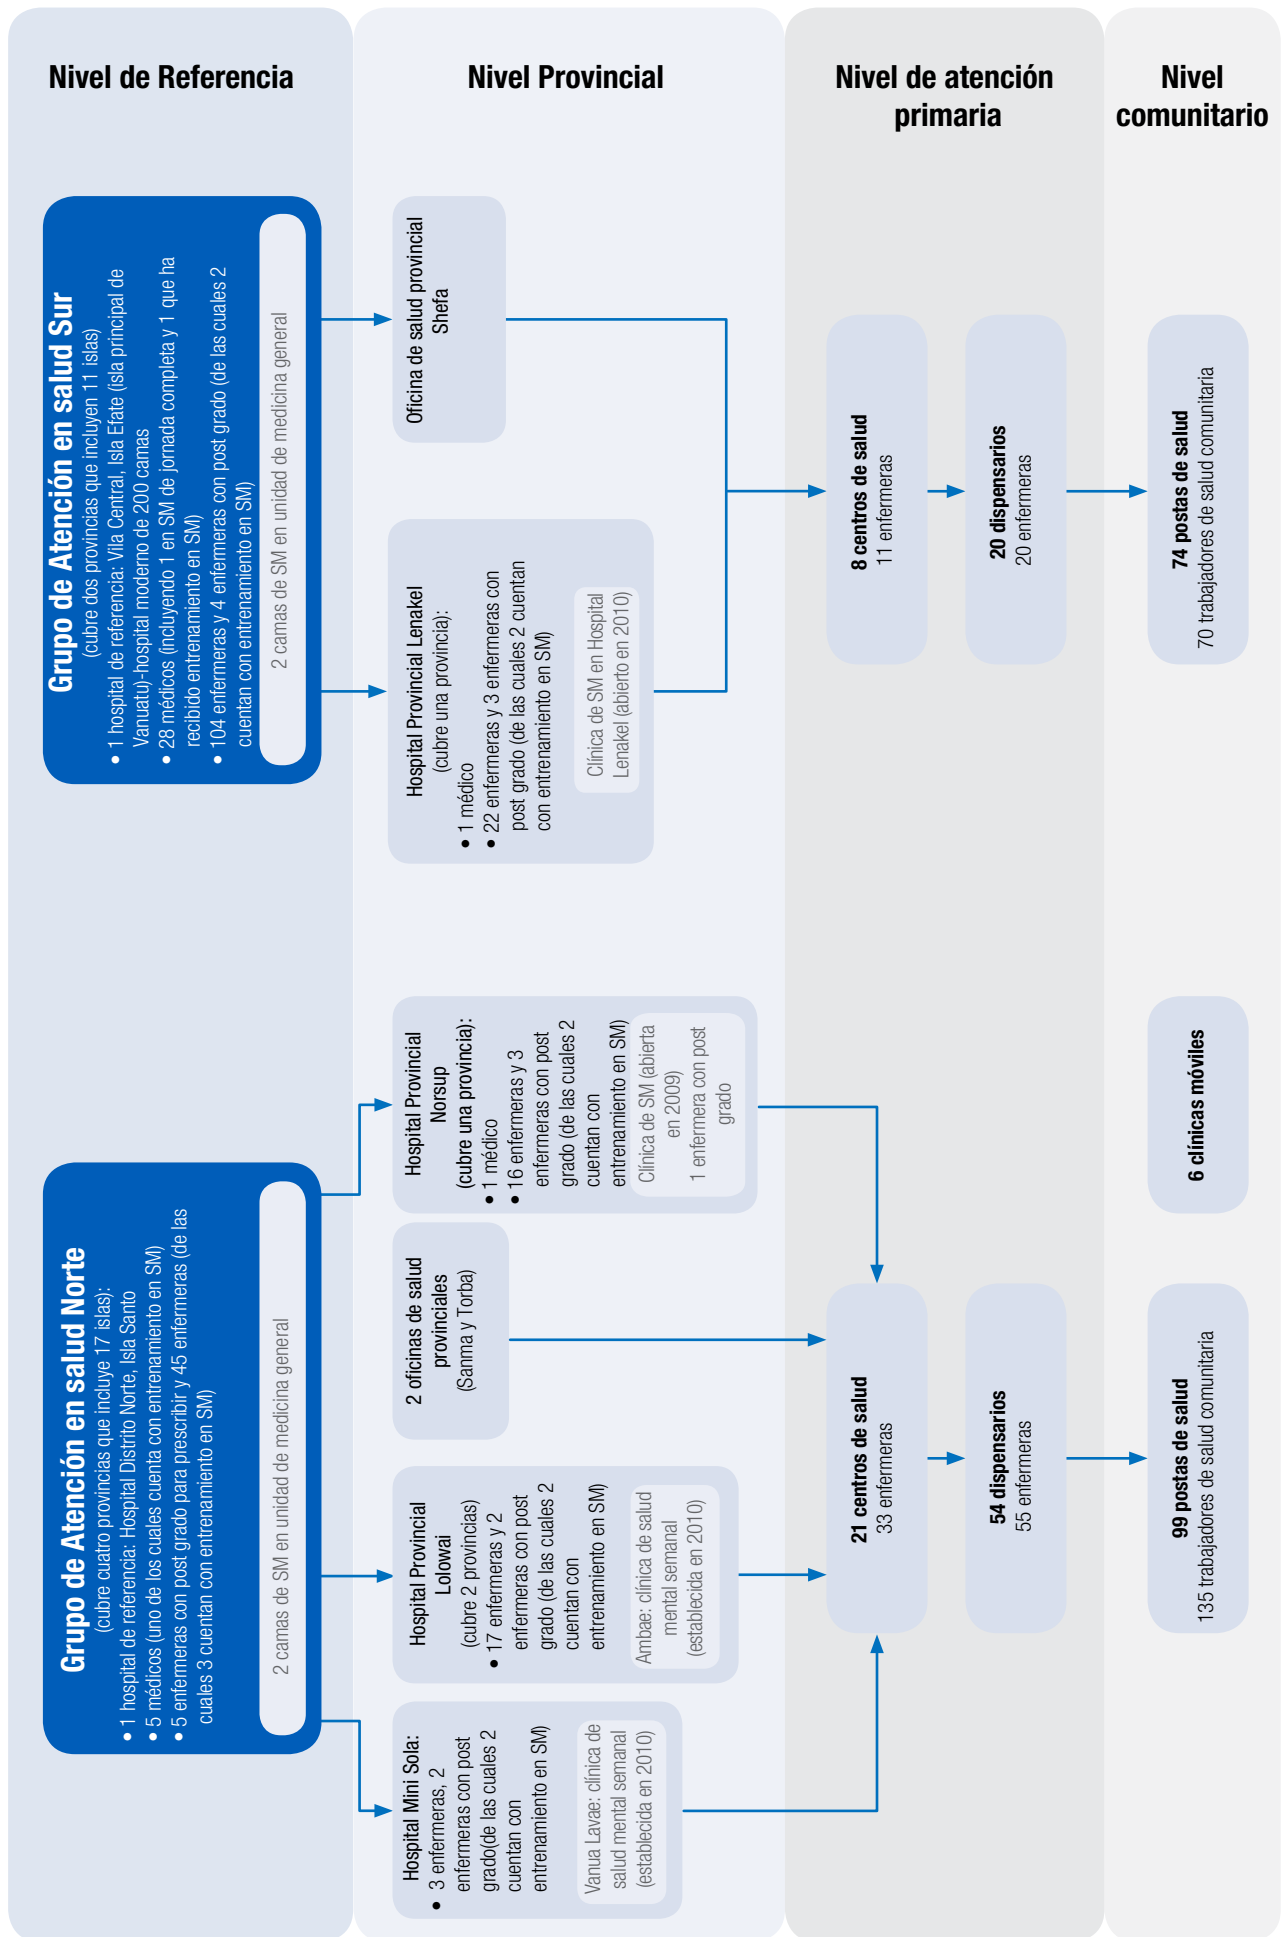 Nivel de Referencia
Nivel Provincial
Nivel de atención
primaria
Nivel
comunitario
Grupo de Atención en salud Norte
(cubre cuatro provincias que incluye 17 islas):
• 1 hospital de referencia: Hospital Distrito Norte, Isla Santo
• 5 médicos (uno de los cuales cuenta con entrenamiento en SM)
• 5 enfermeras con post grado para prescribir y 45 enfermeras (de las
cuales 3 cuentan con entrenamiento en SM)
2 camas de SM en unidad de medicina general
Grupo de Atención en salud Sur
(cubre dos provincias que incluyen 11 islas)
• 1 hospital de referencia: Vila Central, Isla Efate (isla principal de
Vanuatu)-hospital moderno de 200 camas
• 28 médicos (incluyendo 1 en SM de jornada completa y 1 que ha
recibido entrenamiento en SM)
• 104 enfermeras y 4 enfermeras con post grado (de las cuales 2
cuentan con entrenamiento en SM)
2 camas de SM en unidad de medicina general
Hospital Mini Sola:
• 3 enfermeras, 2
enfermeras con post
grado(de las cuales 2
cuentan con
entrenamiento en SM)
Vanua Lavae: clínica de
salud mental semanal
(establecida en 2010)
Hospital Provincial
Lolowai
(cubre 2 provincias)
• 17 enfermeras y 2
enfermeras con post
grado (de las cuales 2
cuentan con
entrenamiento en SM)
Ambae: clínica de salud
mental semanal
(establecida en 2010)
2 oficinas de salud
provinciales
(Sanma y Torba)
Hospital Provincial
Norsup
(cubre una provincia):
• 1 médico
• 16 enfermeras y 3
enfermeras con post
grado (de las cuales 2
cuentan con
entrenamiento en SM)
Clínica de SM (abierta
en 2009)
1 enfermera con post
grado
Hospital Provincial Lenakel
(cubre una provincia):
• 1 médico
• 22 enfermeras y 3 enfermeras con
post grado (de las cuales 2 cuentan
con entrenamiento en SM)
Clínica de SM en Hospital
Lenakel (abierto en 2010)
Oficina de salud provincial
Shefa
21 centros de salud
33 enfermeras
54 dispensarios
55 enfermeras
8 centros de salud
11 enfermeras
20 dispensarios
20 enfermeras
99 postas de salud
135 trabajadores de salud comunitaria
6 clínicas móviles
74 postas de salud
70 trabajadores de salud comunitaria